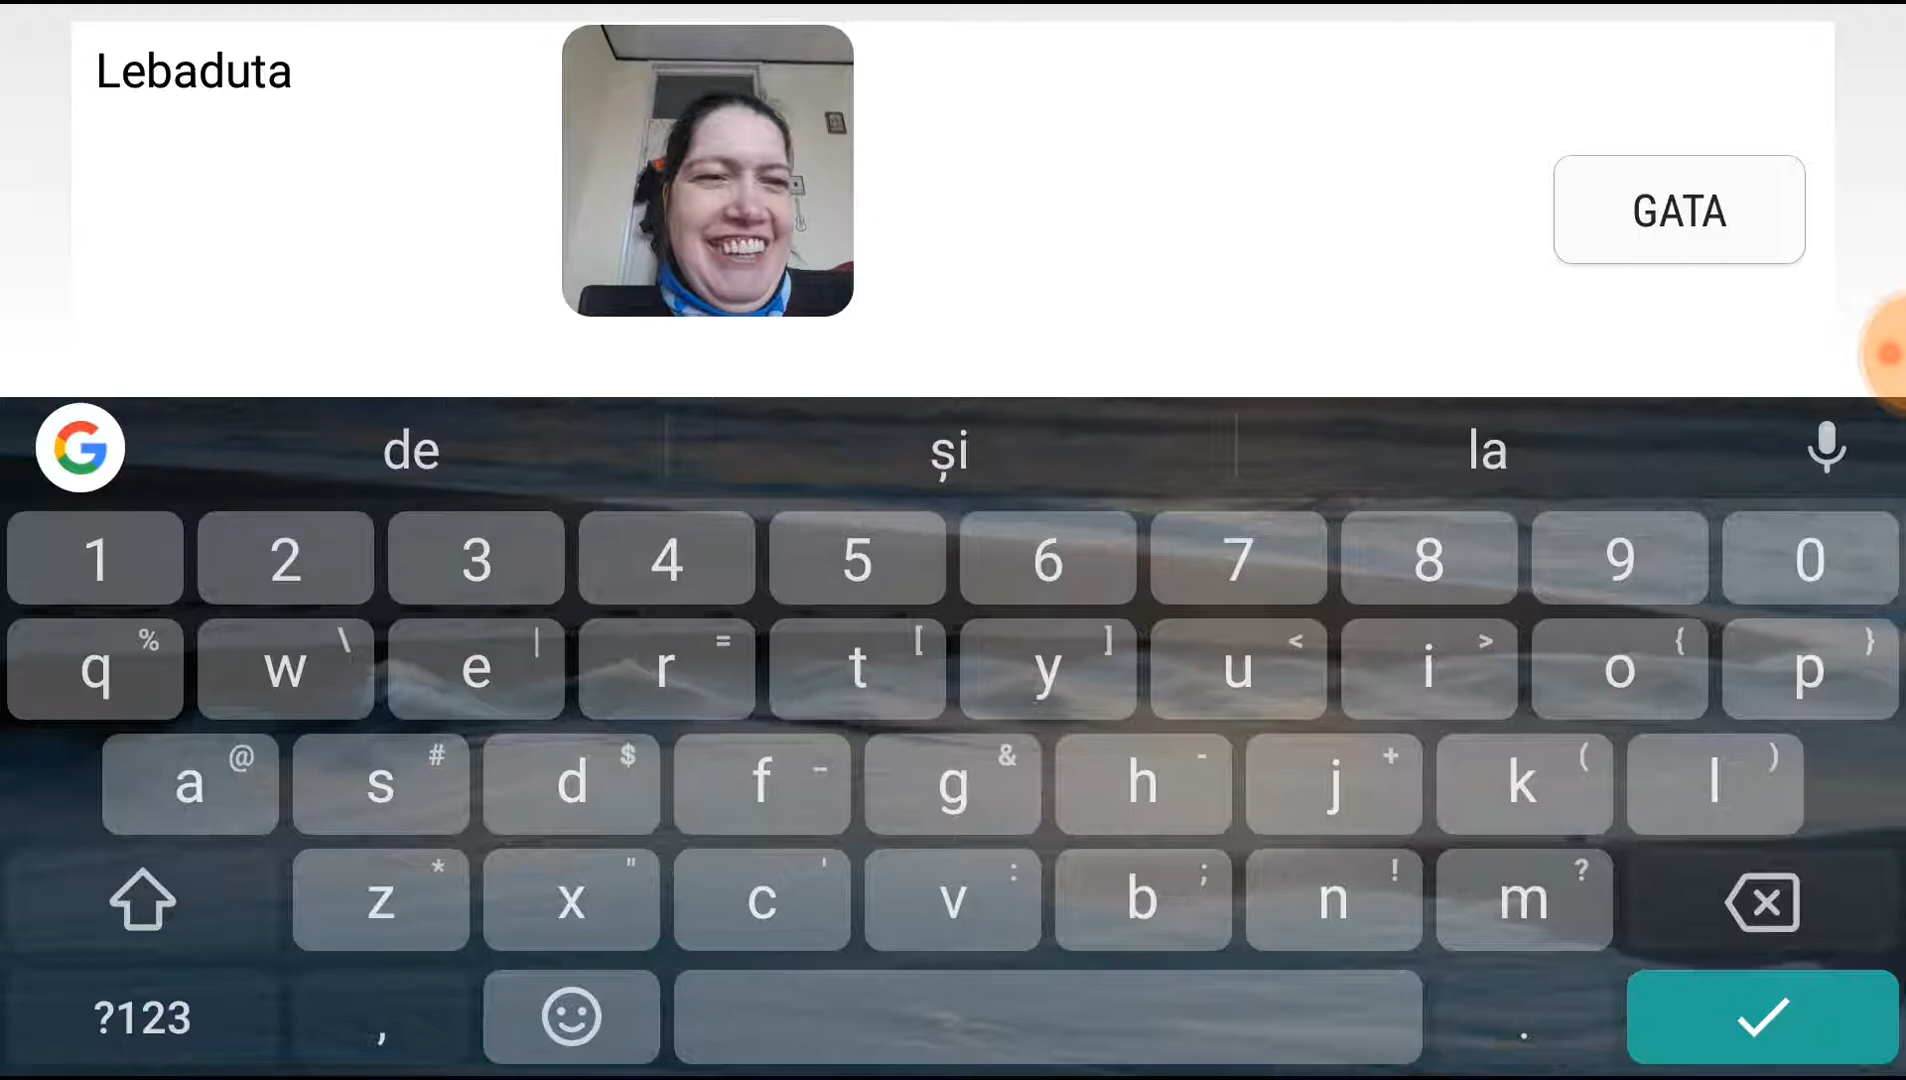 Lebaduta
GATA
de și la
1 2 3 4 5 6 7 8 9 0
q % w \ e | r = t [ y ] u < i > o { p }
a @ s # d $ f _ g & h - j + k ( l )
z * x " c ' v : b ; n ! m ?
?123 , .